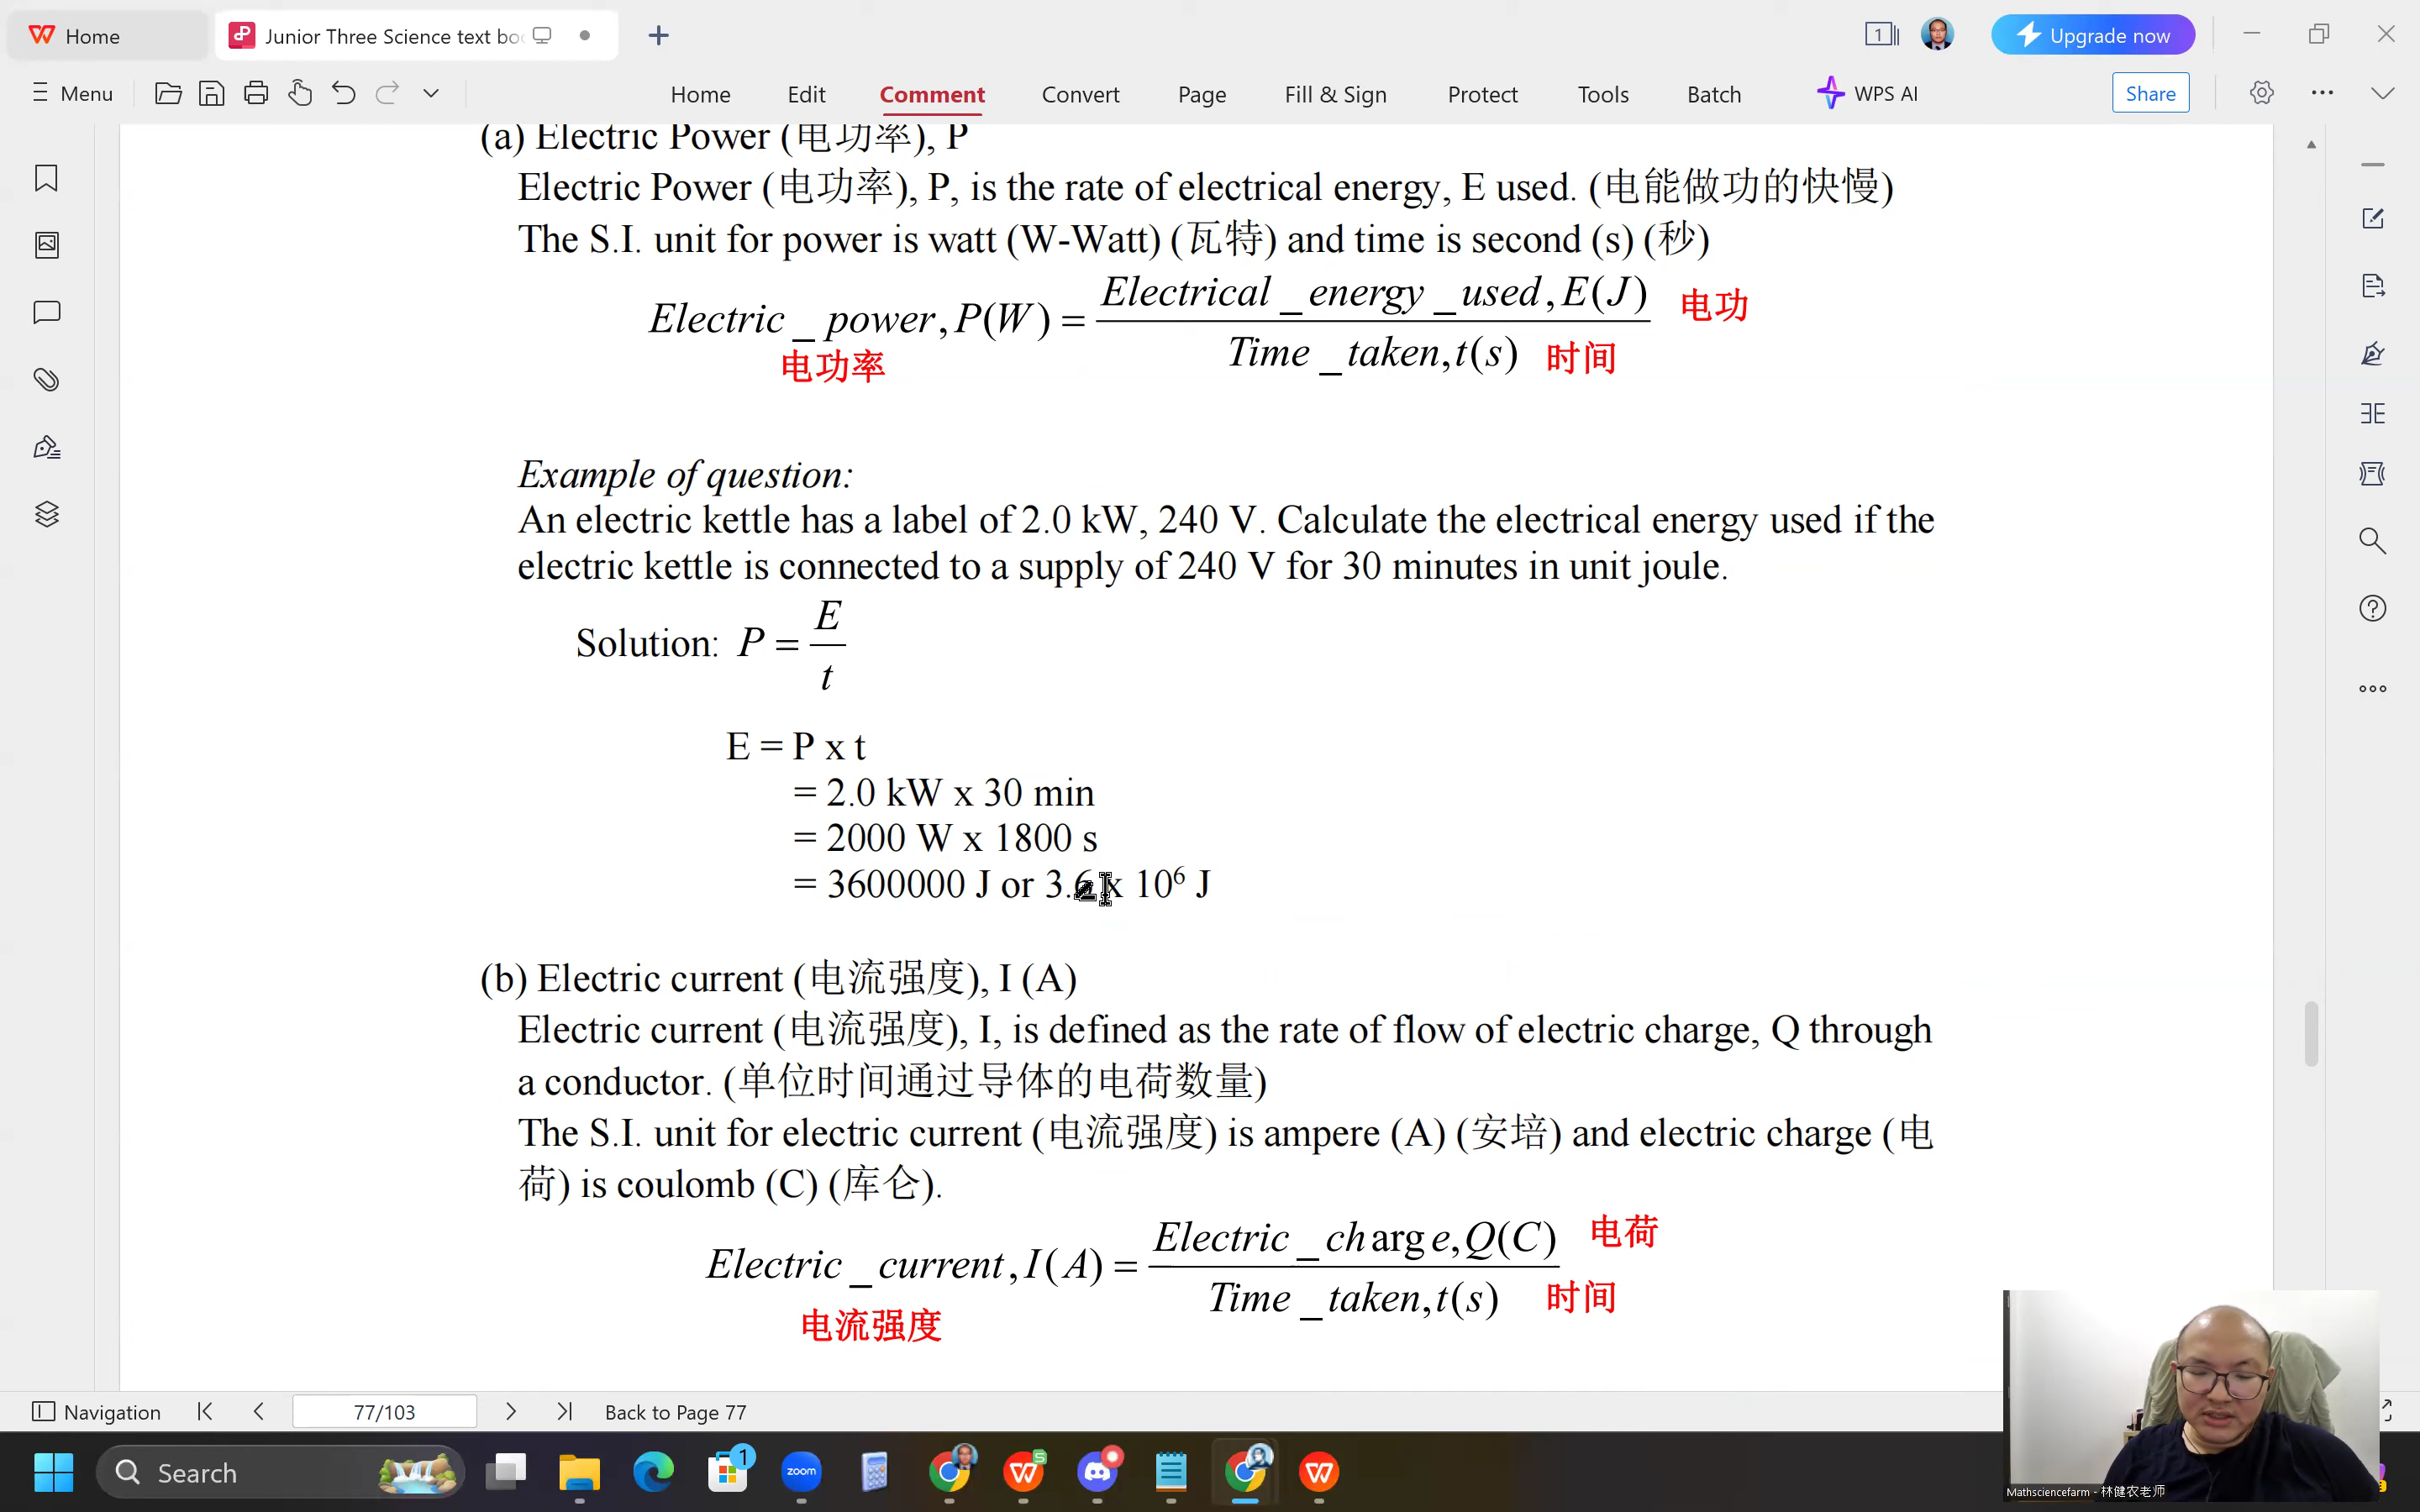 Home
Junior Three Science text bo
1
Upgrade now
Menu
Home
Edit
Comment
Convert
Page
Fill & Sign
Protect
Tools
Batch
WPS AI
Share
(a) Electric Power (电功率), P
Electric Power (电功率), P, is the rate of electrical energy, E used. (电能做功的快慢)
The S.I. unit for power is watt (W-Watt) (瓦特) and time is second (s) (秒)
Electric _ power, P(W) = Electrical _energy _used, E(J) / Time _taken, t(s)
电功
电功率
时间
Example of question:
An electric kettle has a label of 2.0 kW, 240 V. Calculate the electrical energy used if the
electric kettle is connected to a supply of 240 V for 30 minutes in unit joule.
Solution: P = E / t
E = P x t
= 2.0 kW x 30 min
= 2000 W x 1800 s
= 3600000 J or 3.6 x 10⁶ J
(b) Electric current (电流强度), I (A)
Electric current (电流强度), I, is defined as the rate of flow of electric charge, Q through
a conductor. (单位时间通过导体的电荷数量)
The S.I. unit for electric current (电流强度) is ampere (A) (安培) and electric charge (电
荷) is coulomb (C) (库仑).
Electric _ current, I(A) = Electric _ charge, Q(C) / Time _taken, t(s)
电荷
电流强度
时间
Navigation
77/103
Back to Page 77
Search
1
zoom
Mathsciencefarm - 林健农老师